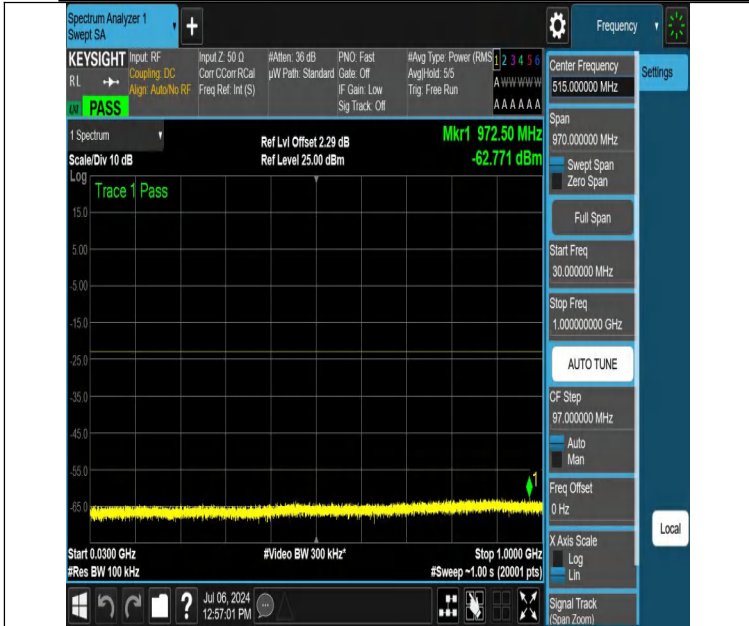 Spectrum Analyzer 1
Swept SA
+
Frequency
KEYSIGHT
RL
PASS
Input: RF
Coupling: DC
Align: Auto/No RF
Input Z: 50 Ω
Corr CCorr RCal
Freq Ref: Int (S)
#Atten: 36 dB
µW Path: Standard
PNO: Fast
Gate: Off
IF Gain: Low
Sig Track: Off
#Avg Type: Power (RMS
Avg|Hold: 5/5
Trig: Free Run
1 2 3 4 5 6
A W W W W W
A A A A A A
1 Spectrum
Scale/Div 10 dB
Ref Lvl Offset 2.29 dB
Ref Level 25.00 dBm
Mkr1 972.50 MHz
-62.771 dBm
Log
Trace 1 Pass
15.0
5.00
-5.00
-15.0
-25.0
-35.0
-45.0
-55.0
-65.0
1
Start 0.0300 GHz
#Res BW 100 kHz
#Video BW 300 kHz*
Stop 1.0000 GHz
#Sweep ~1.00 s (20001 pts)
?
Jul 06, 2024
12:57:01 PM
Center Frequency
515.000000 MHz
Settings
Span
970.000000 MHz
Swept Span
Zero Span
Full Span
Start Freq
30.000000 MHz
Stop Freq
1.000000000 GHz
AUTO TUNE
CF Step
97.000000 MHz
Auto
Man
Freq Offset
0 Hz
X Axis Scale
Log
Lin
Local
Signal Track
(Span Zoom)